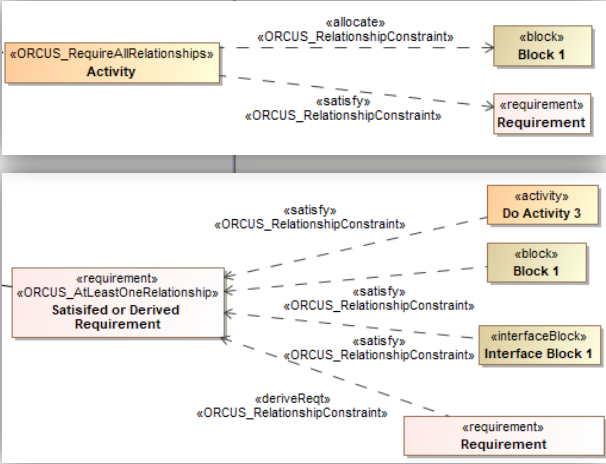 «allocate»
«ORCUS_RelationshipConstraint»
«block»
Block 1
«ORCUS_RequireAllRelationships»
Activity
«satisfy»
«ORCUS_RelationshipConstraint»
«requirement»
Requirement
«activity»
Do Activity 3
«satisfy»
«ORCUS_RelationshipConstraint»
«block»
Block 1
«requirement»
«ORCUS_AtLeastOneRelationship»
Satisifed or Derived
Requirement
«satisfy»
«ORCUS_RelationshipConstraint»
«interfaceBlock»
Interface Block 1
«satisfy»
«ORCUS_RelationshipConstraint»
«deriveReqt»
«ORCUS_RelationshipConstraint»
«requirement»
Requirement